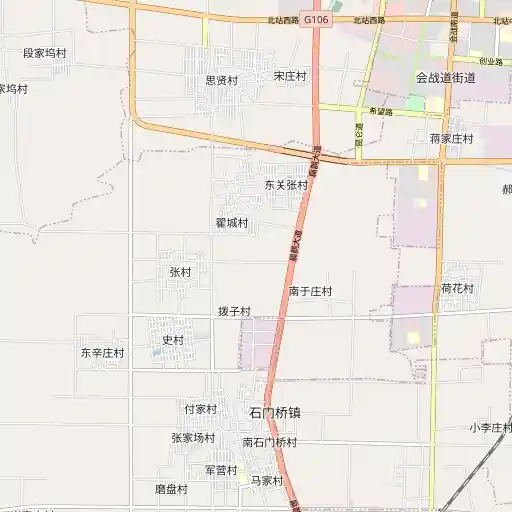 北站西路
G106
北站西路
段家坞村
思贤村
宋庄村
会战道街道
创业路
希望路
蒋家庄村
东关张村
翟城村
张村
南于庄村
荷花村
拨子村
史村
东辛庄村
付家村
石门桥镇
张家场村
南石门桥村
小李庄村
军营村
马家村
磨盘村